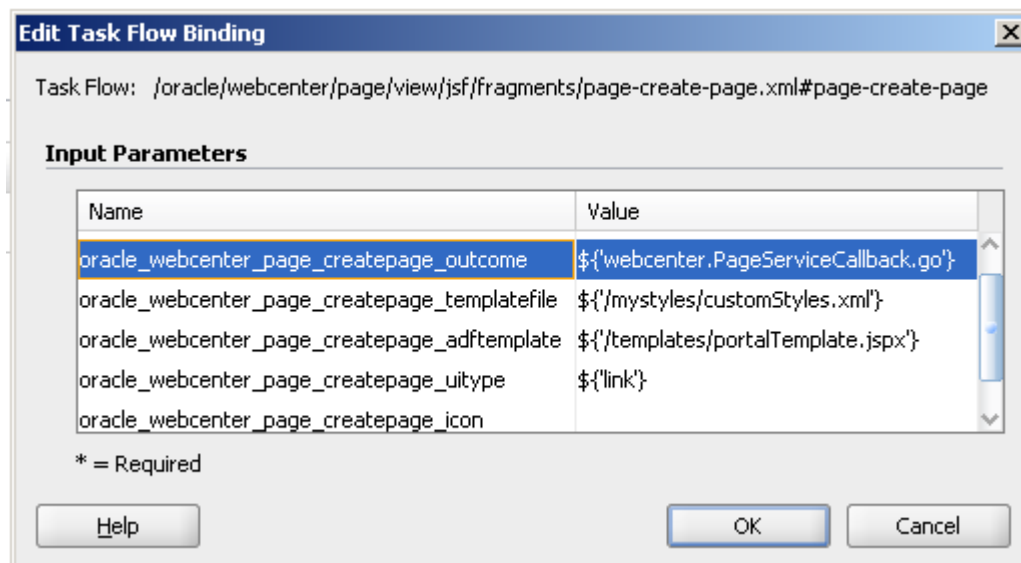 Edit Task Flow Binding
Task Flow: /oracle/webcenter/page/view/jsf/fragments/page-create-page.xml#page-create-page
Input Parameters
Name Value
oracle_webcenter_page_createpage_outcome ${'webcenter.PageServiceCallback.go'}
oracle_webcenter_page_createpage_templatefile ${'/mystyles/customStyles.xml'}
oracle_webcenter_page_createpage_adftemplate ${'/templates/portalTemplate.jspx'}
oracle_webcenter_page_createpage_uitype ${'link'}
oracle_webcenter_page_createpage_icon
* = Required
Help OK Cancel